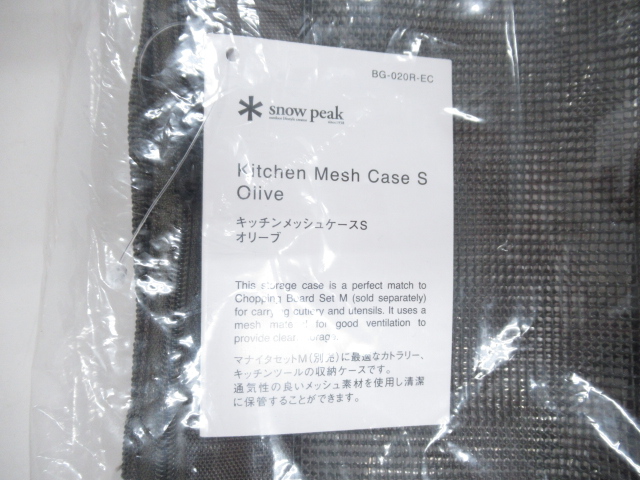 BG-020R-EC
snow peak
Kitchen Mesh Case S
Olive
キッチンメッシュケースS
オリーブ
This storage case is a perfect match to
Chopping Board Set M (sold separately)
for carrying cutlery and utensils. It uses a
mesh material for good ventilation to
provide clean storage.
マナイタセットM(別売)に最適なカトラリー、
キッチンツールの収納ケースです。
通気性の良いメッシュ素材を使用し清潔
に保管することができます。